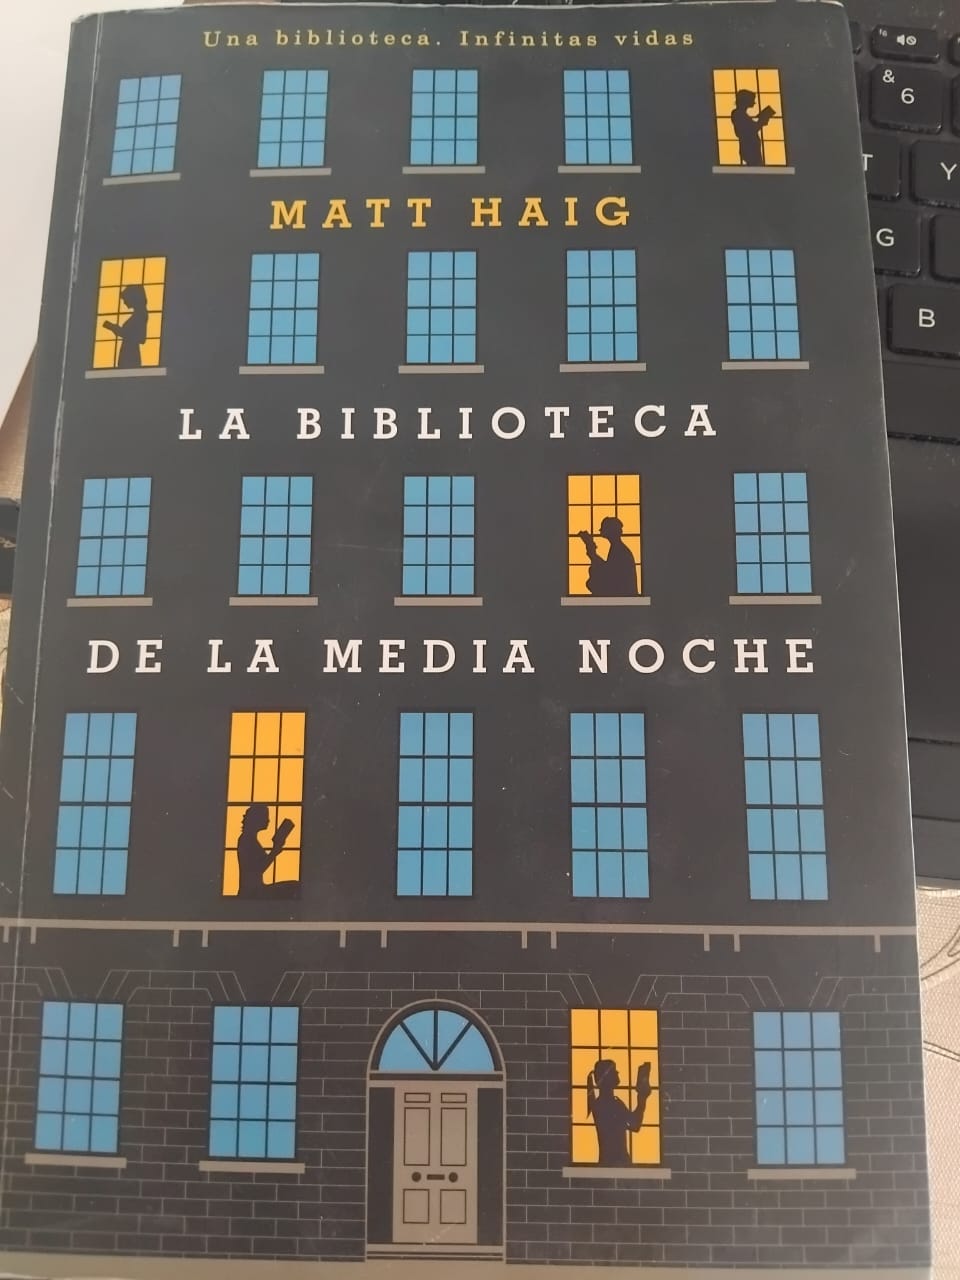 Una biblioteca. Infinitas vidas
MATT HAIG
LA BIBLIOTECA
DE LA MEDIA NOCHE
&
6
T
Y
G
B